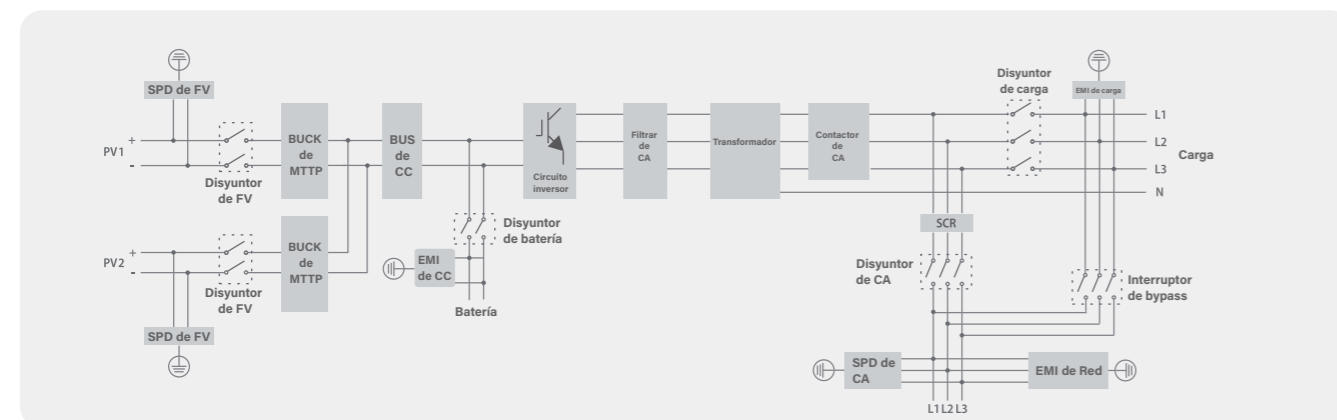 SPD de FV
PV1
+
-
Disyuntor
de FV
BUCK
de
MTTP
BUS
de
CC
Circuito
inversor
Filtrar
de
CA
Transformador
Contactor
de
CA
Disyuntor
de carga
EMI de carga
L1
L2
L3
N
Carga
PV2
+
-
Disyuntor
de FV
BUCK
de
MTTP
SPD de FV
Disyuntor
de batería
EMI
de CC
Batería
SCR
Disyuntor
de CA
Interruptor
de bypass
SPD de
CA
EMI de Red
L1 L2 L3